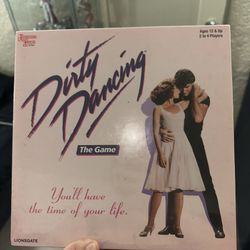 Ages 12 & Up
2 to 4 Players
Dirty
Dancing
The Game
You'll have
the time of your life.
LIONSGATE